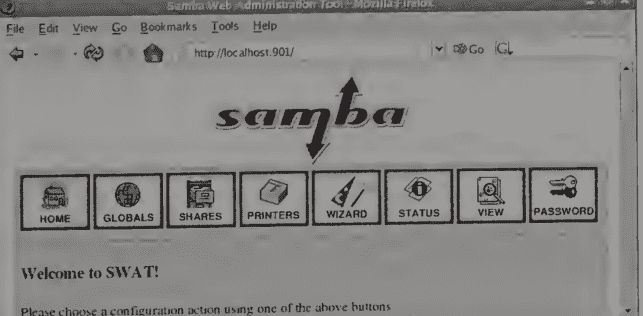 Samba Web Administration Tool - Mozilla Firefox
File Edit View Go Bookmarks Tools Help
http://localhost:901/ Go
samba
HOME GLOBALS SHARES PRINTERS WIZARD STATUS VIEW PASSWORD
Welcome to SWAT!
Please choose a configuration action using one of the above buttons